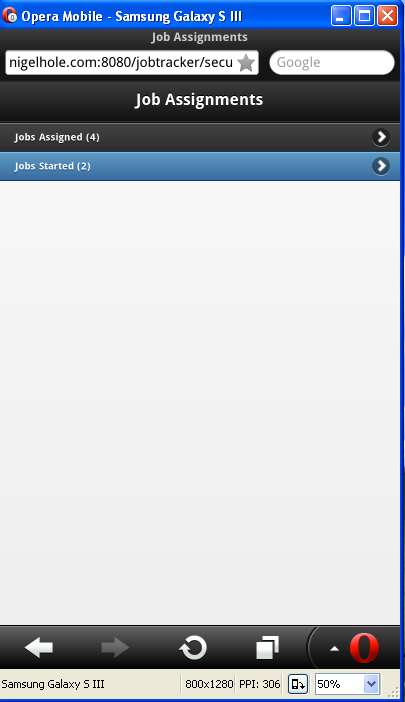 Opera Mobile - Samsung Galaxy S III
Job Assignments
nigelhole.com:8080/jobtracker/secu
Google
Job Assignments
Jobs Assigned (4)
Jobs Started (2)
Samsung Galaxy S III
800x1280
PPI: 306
50%